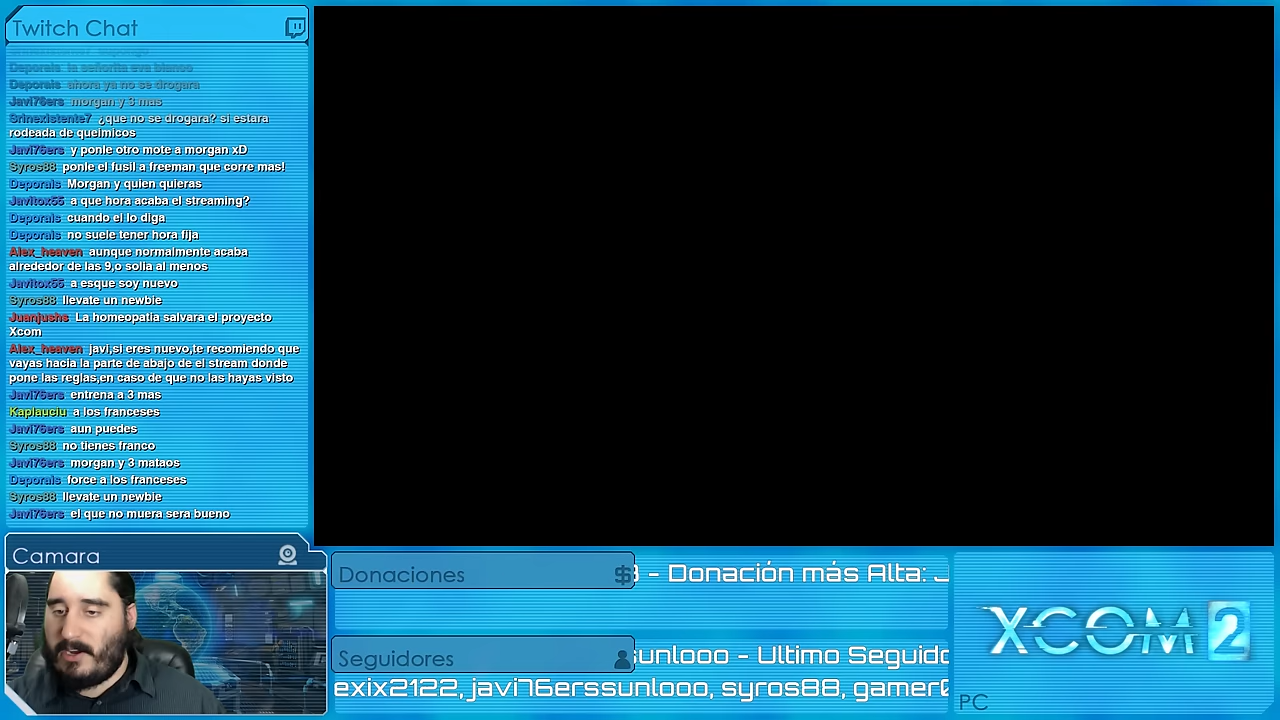 Twitch Chat
Deporais la señorita eva blanco
Deporais ahora ya no se drogara
Javi76ers morgan y 3 mas
Srinexistente7 ¿que no se drogara? si estara
rodeada de queimicos
Javi76ers y ponle otro mote a morgan xD
Syros88 ponle el fusil a freeman que corre mas!
Deporais Morgan y quien quieras
Javitox55 a que hora acaba el streaming?
Deporais cuando el lo diga
Deporais no suele tener hora fija
Alex_heaven aunque normalmente acaba
alrededor de las 9,o solia al menos
Javitox55 a esque soy nuevo
Syros88 llevate un newbie
Juanjushs La homeopatia salvara el proyecto
Xcom
Alex_heaven javi,si eres nuevo,te recomiendo que
vayas hacia la parte de abajo de el stream donde
pone las reglas,en caso de que no las hayas visto
Javi76ers entrena a 3 mas
Kaplauciu a los franceses
Javi76ers aun puedes
Syros88 no tienes franco
Javi76ers morgan y 3 mataos
Deporais force a los franceses
Syros88 llevate un newbie
Javi76ers el que no muera sera bueno
Camara
Donaciones
- Donación más Alta:
Seguidores
sunlooo - Ultimo Seguido
exix2122, javi76erssunlooo, syros88, gamer
XCOM 2
PC